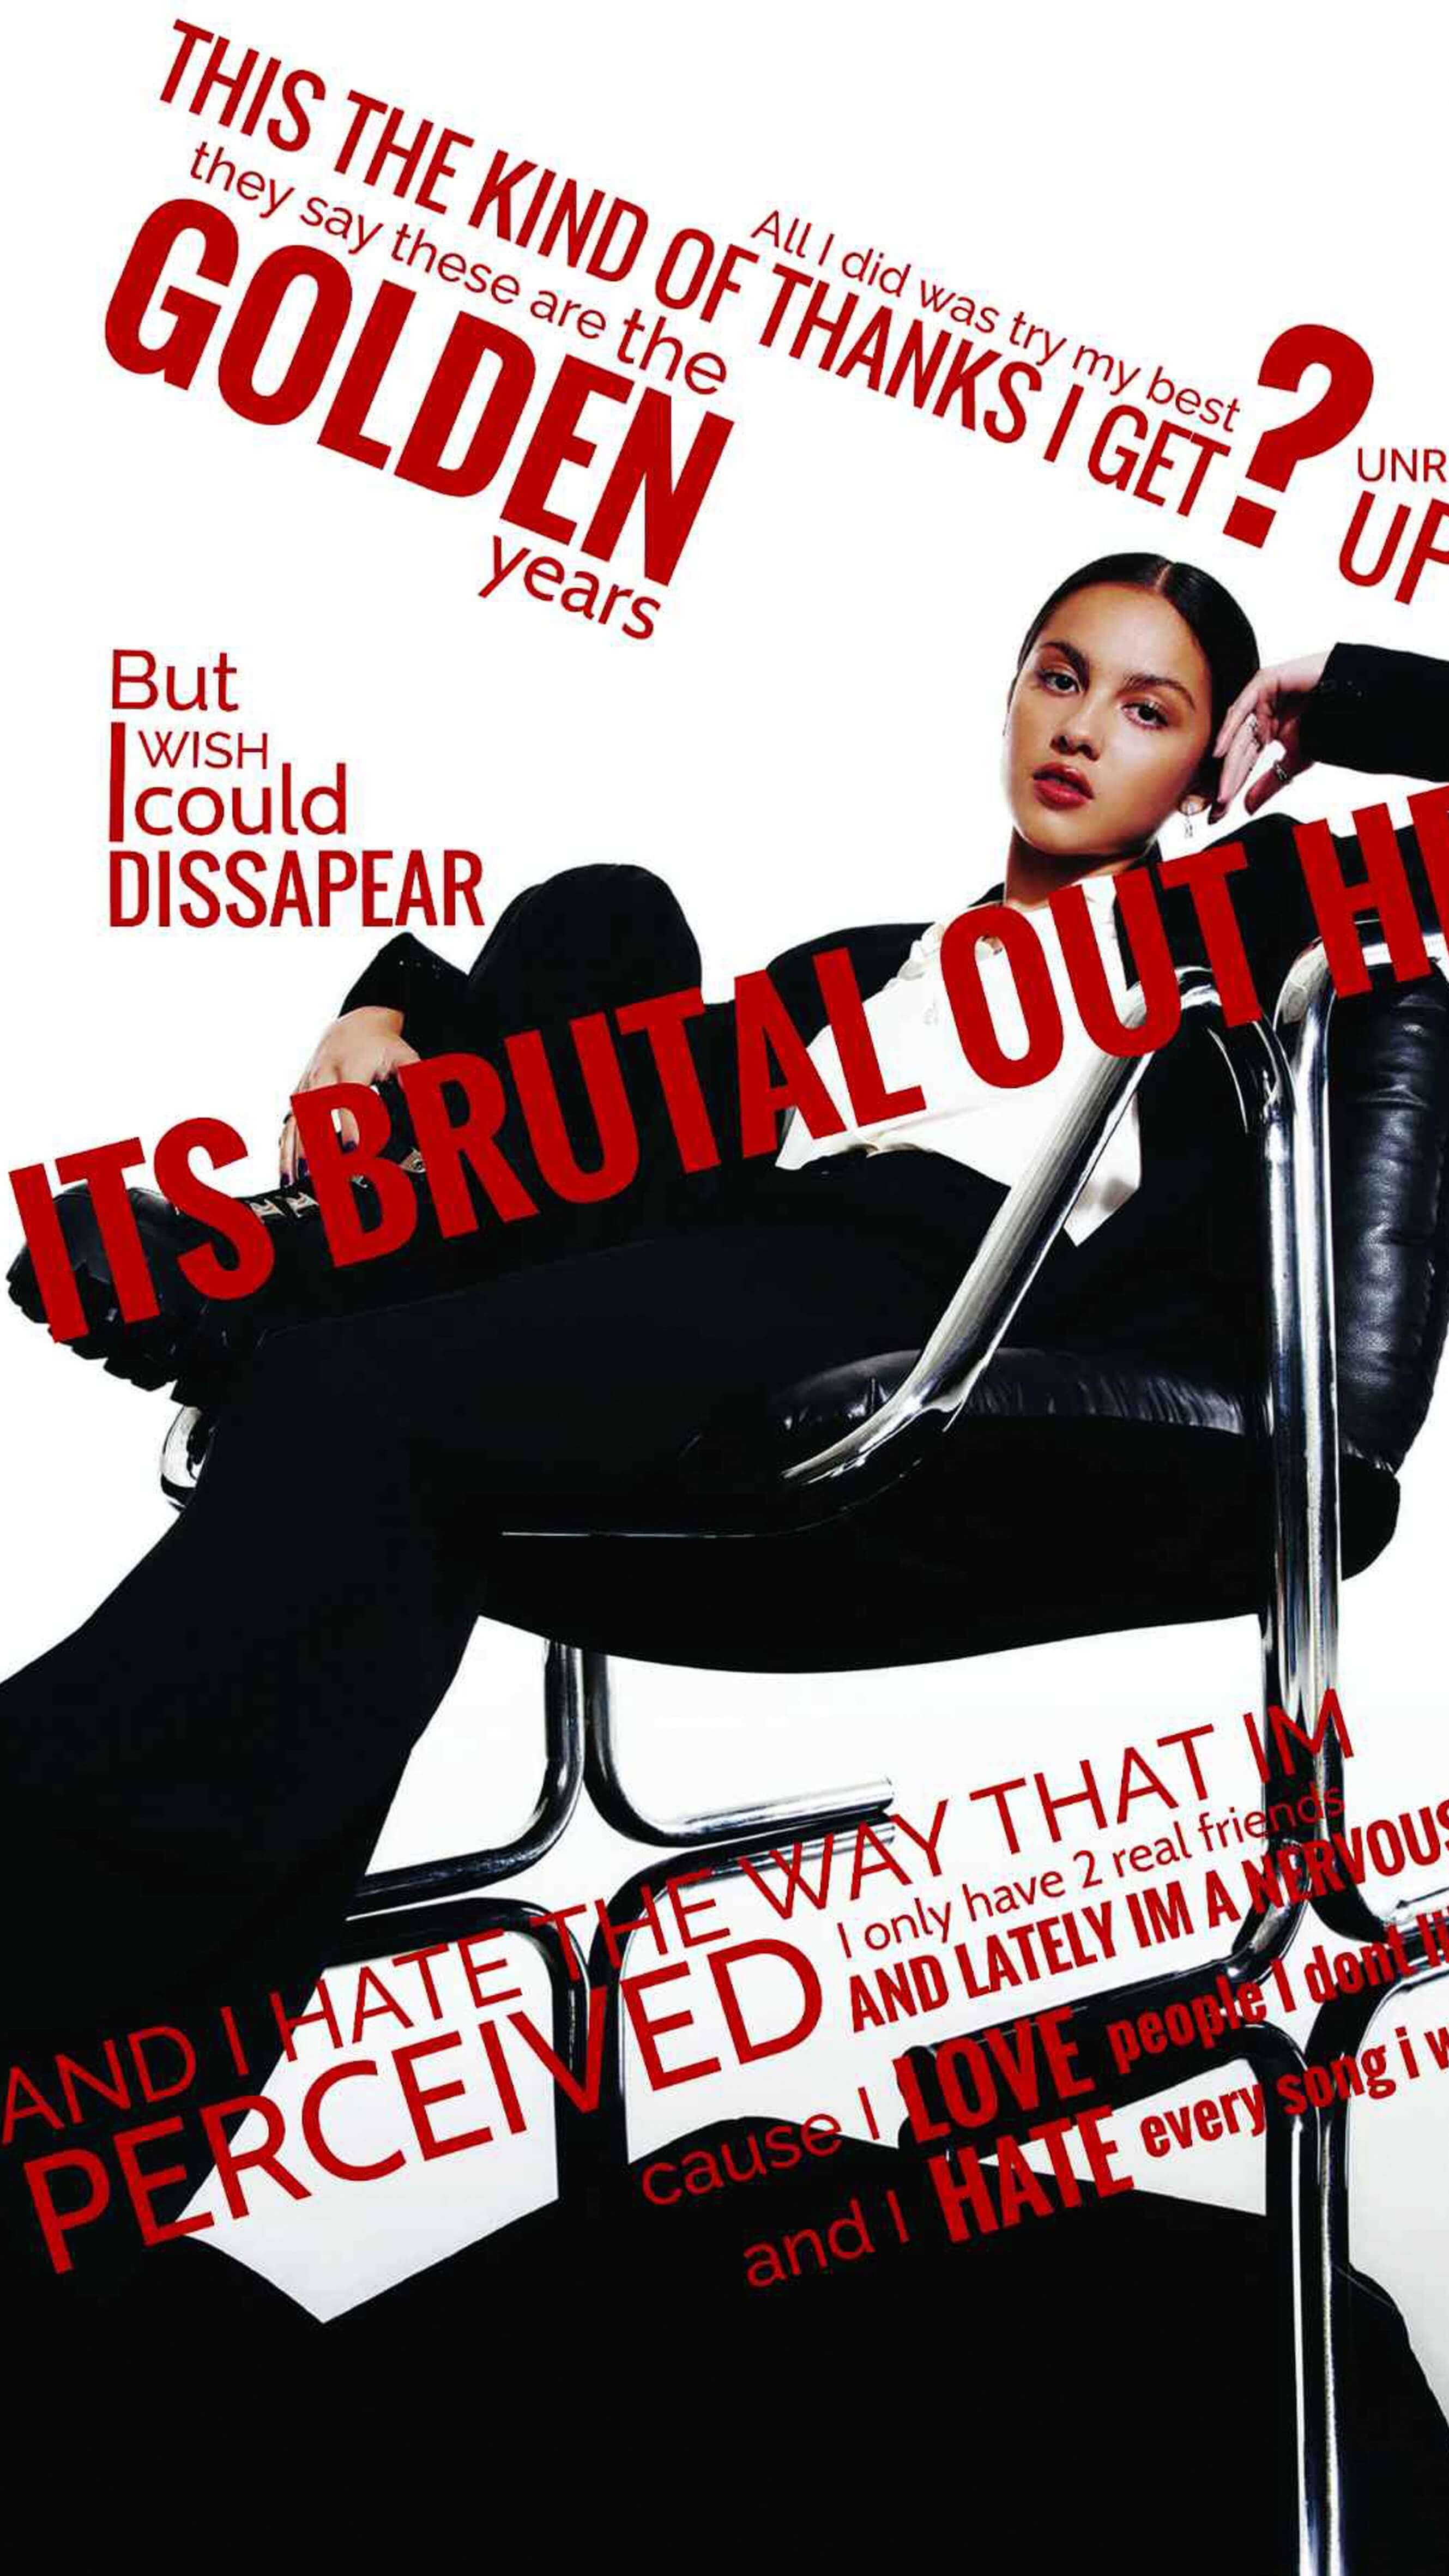 THIS THE KIND OF THANKS I GET
?
All I did was try my best
they say these are the
GOLDEN
years
UNR
UP
But
I WISH
could
DISSAPEAR
ITS BRUTAL OUT
AND I HATE THE WAY THAT IM
PERCEIVED
I only have 2 real friends
AND LATELY IM A NERVOUS
cause I LOVE people I dont
and I HATE every song i